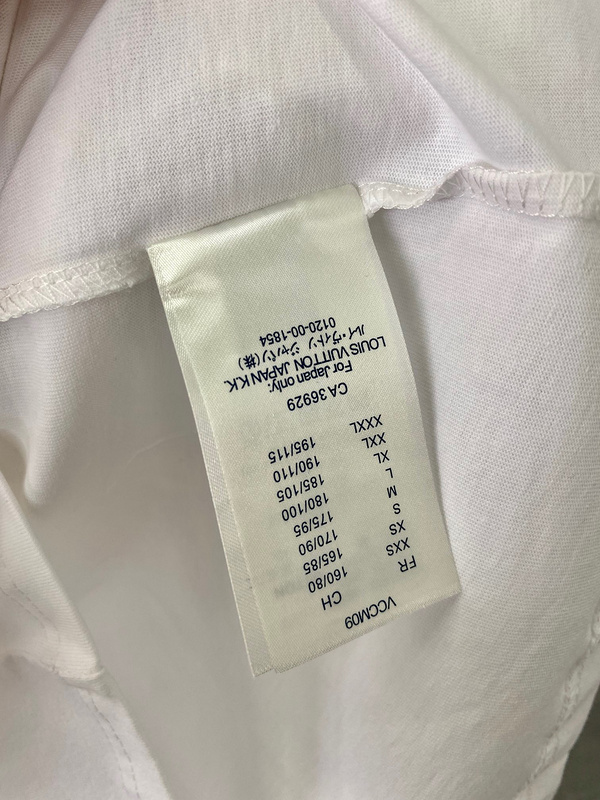 VCCM09
FR CH
XXS 160/80
XS 165/85
S 170/90
M 175/95
L 180/100
XL 185/105
XXL 190/110
XXXL 195/115
CA 36929
For Japan only:
LOUIS VUITTON JAPAN K.K.
ルイ・ヴィトン ジャパン(株)
0120-00-1854